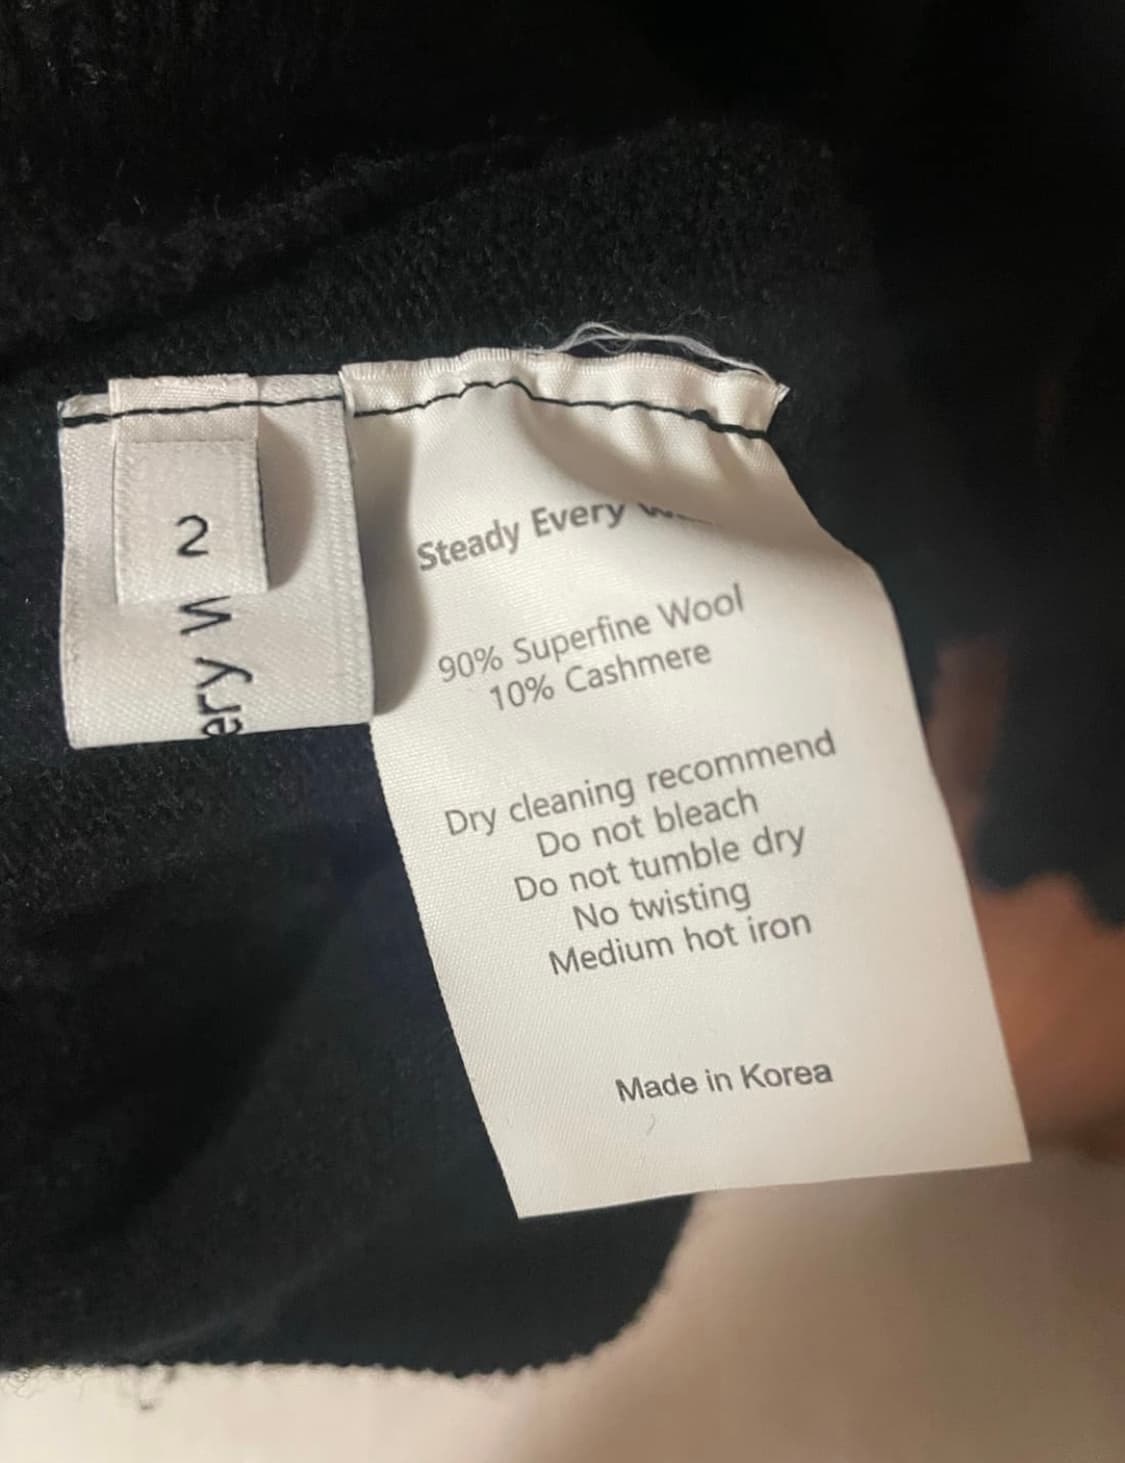 2
ery W
Steady Every
90% Superfine Wool
10% Cashmere
Dry cleaning recommend
Do not bleach
Do not tumble dry
No twisting
Medium hot iron
Made in Korea